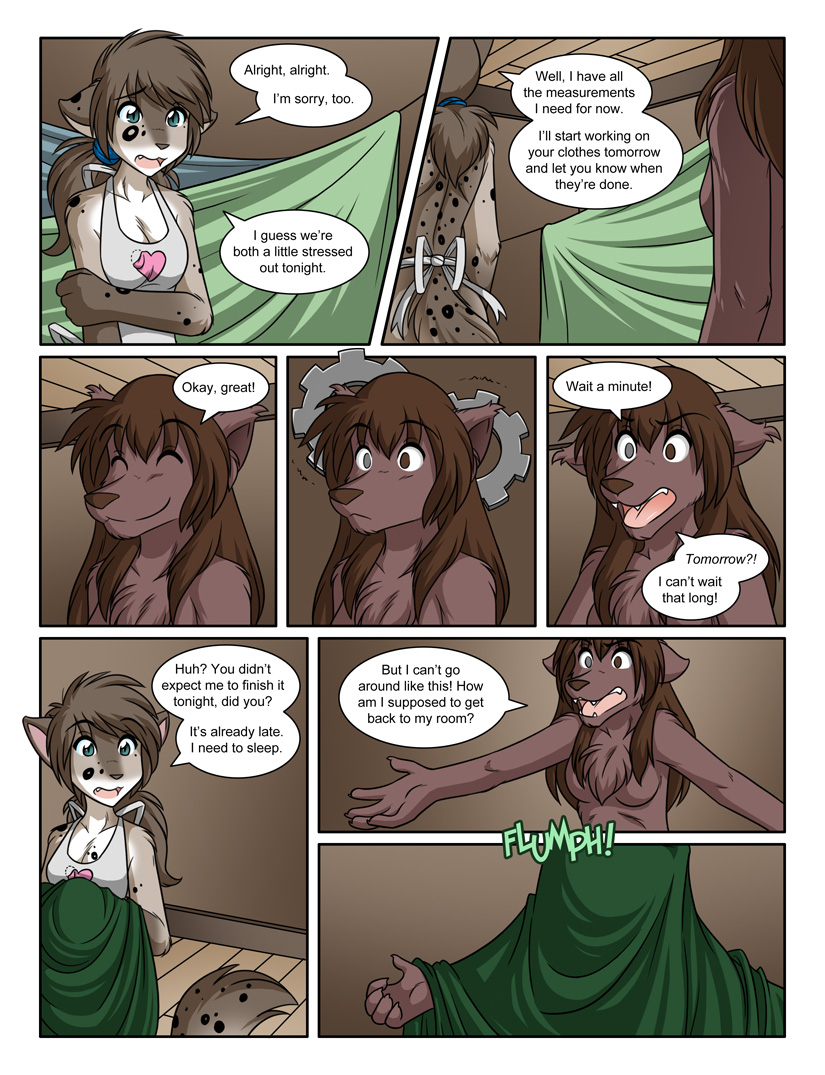 Alright, alright.
I'm sorry, too.
I guess we're
both a little stressed
out tonight.
Well, I have all
the measurements
I need for now.
I'll start working on
your clothes tomorrow
and let you know when
they're done.
Okay, great!
Wait a minute!
Tomorrow?!
I can't wait
that long!
Huh? You didn't
expect me to finish it
tonight, did you?
It's already late.
I need to sleep.
But I can't go
around like this! How
am I supposed to get
back to my room?
FLUMPH!